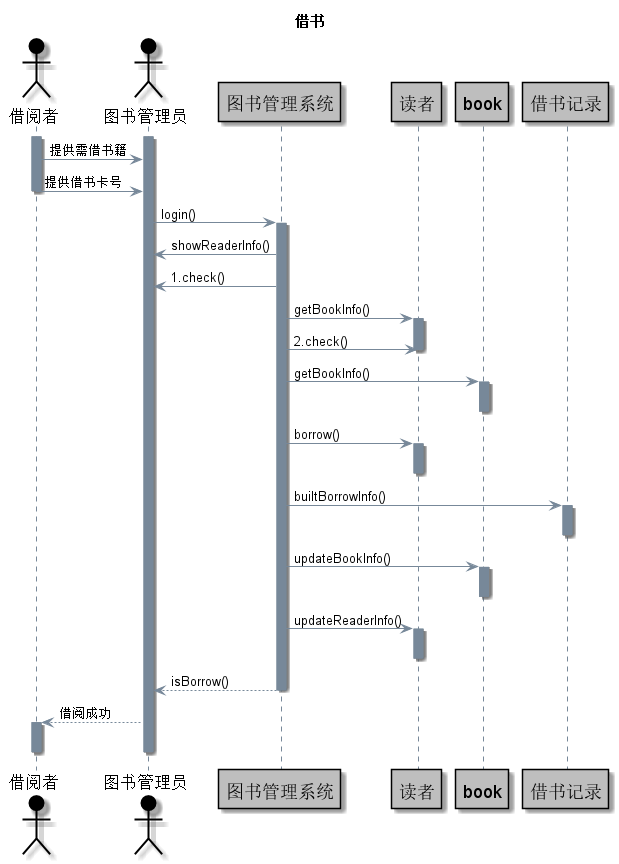 借书
借阅者
图书管理员
图书管理系统
读者
book
借书记录
提供需借书籍
提供借书卡号
login()
showReaderInfo()
1.check()
getBookInfo()
2.check()
getBookInfo()
borrow()
builtBorrowInfo()
updateBookInfo()
updateReaderInfo()
isBorrow()
借阅成功
借阅者
图书管理员
图书管理系统
读者
book
借书记录